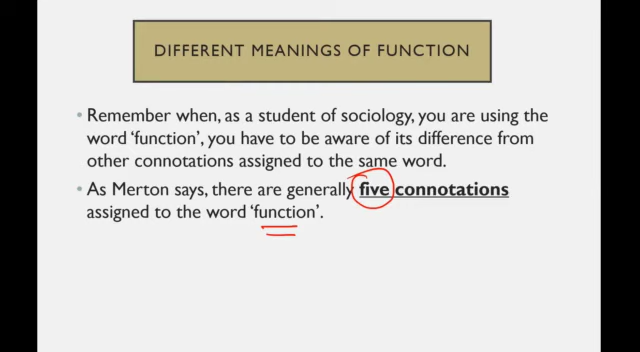 DIFFERENT MEANINGS OF FUNCTION
• Remember when, as a student of sociology, you are using the
word ‘function’, you have to be aware of its difference from
other connotations assigned to the same word.
• As Merton says, there are generally five connotations
assigned to the word ‘function’.